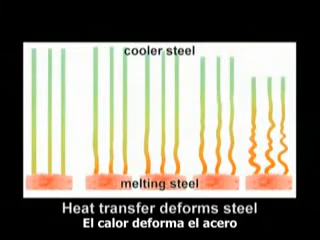 cooler steel
melting steel
Heat transfer deforms steel
El calor deforma el acero